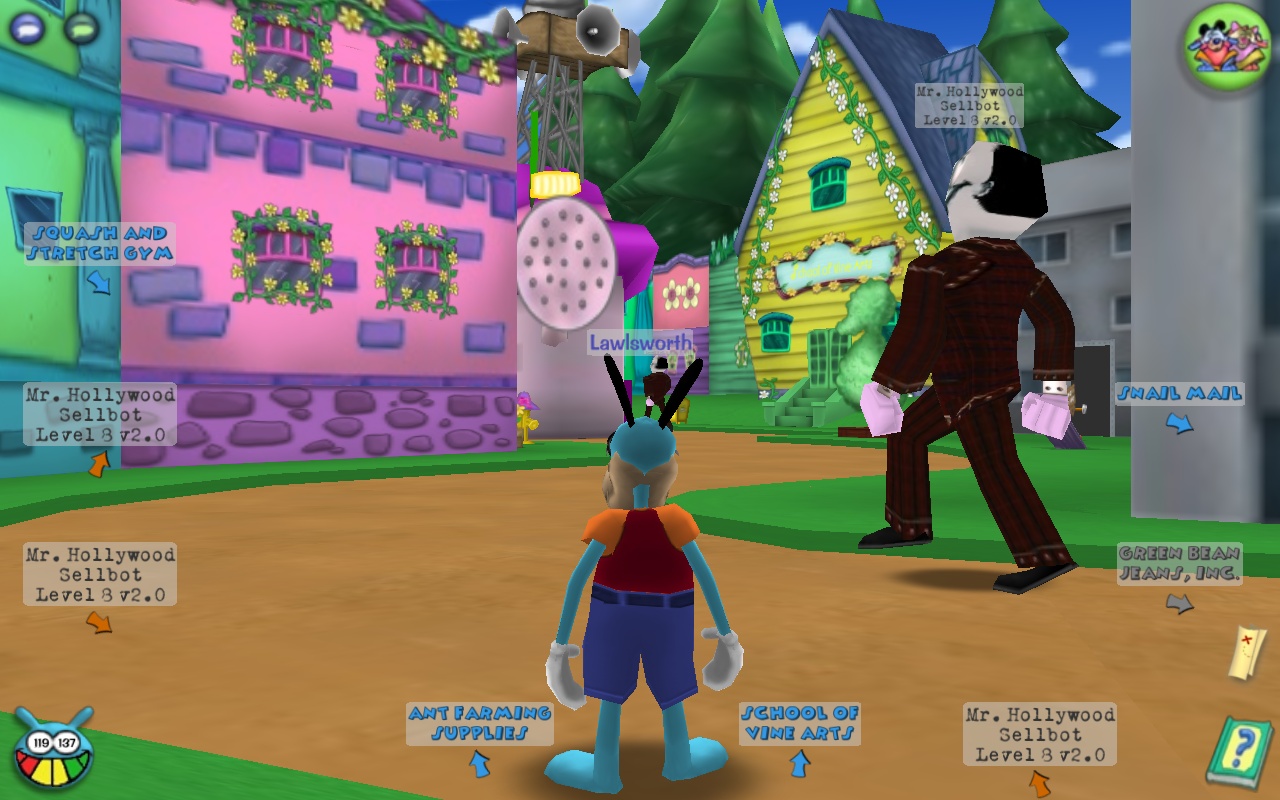 Mr. Hollywood
Sellbot
Level 8 v2.0
SQUASH AND
STRETCH GYM
Lawlsworth
Mr. Hollywood
Sellbot
Level 8 v2.0
SNAIL MAIL
Mr. Hollywood
Sellbot
Level 8 v2.0
GREEN BEAN
JEANS, INC.
ANT FARMING
SUPPLIES
SCHOOL OF
VINE ARTS
Mr. Hollywood
Sellbot
Level 8 v2.0
119 137
?